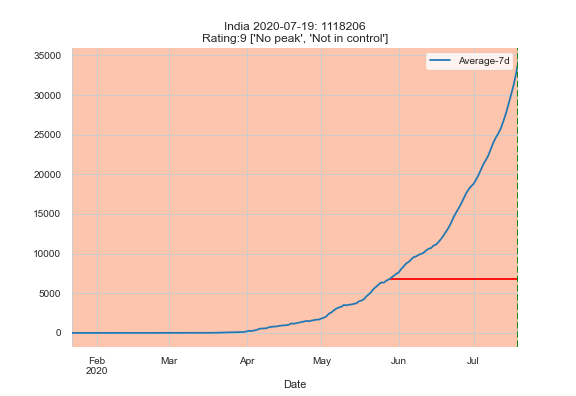 India 2020-07-19: 1118206
Rating:9 ['No peak', 'Not in control']
Average-7d
35000
30000
25000
20000
15000
10000
5000
0
Feb
2020
Mar
Apr
May
Jun
Jul
Date